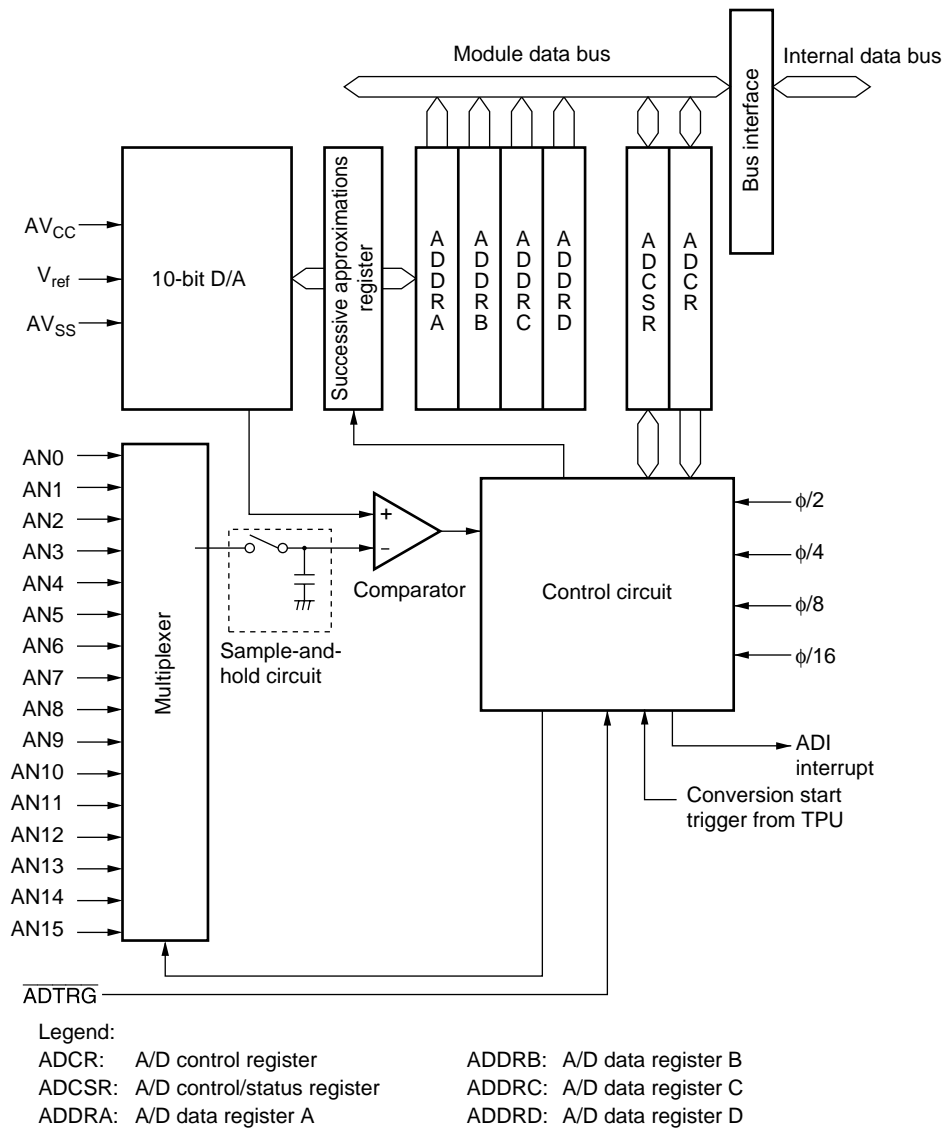 Module data bus
Internal data bus
Bus interface
AV_CC
V_ref
AV_SS
10-bit D/A
Successive approximations
register
ADDRA
ADDRB
ADDRC
ADDRD
ADCSR
ADCR
AN0
AN1
AN2
AN3
AN4
AN5
AN6
AN7
AN8
AN9
AN10
AN11
AN12
AN13
AN14
AN15
Multiplexer
+
−
Comparator
Sample-and-
hold circuit
Control circuit
ϕ/2
ϕ/4
ϕ/8
ϕ/16
ADI
interrupt
Conversion start
trigger from TPU
ADTRG
Legend:
ADCR: A/D control register
ADCSR: A/D control/status register
ADDRA: A/D data register A
ADDRB: A/D data register B
ADDRC: A/D data register C
ADDRD: A/D data register D